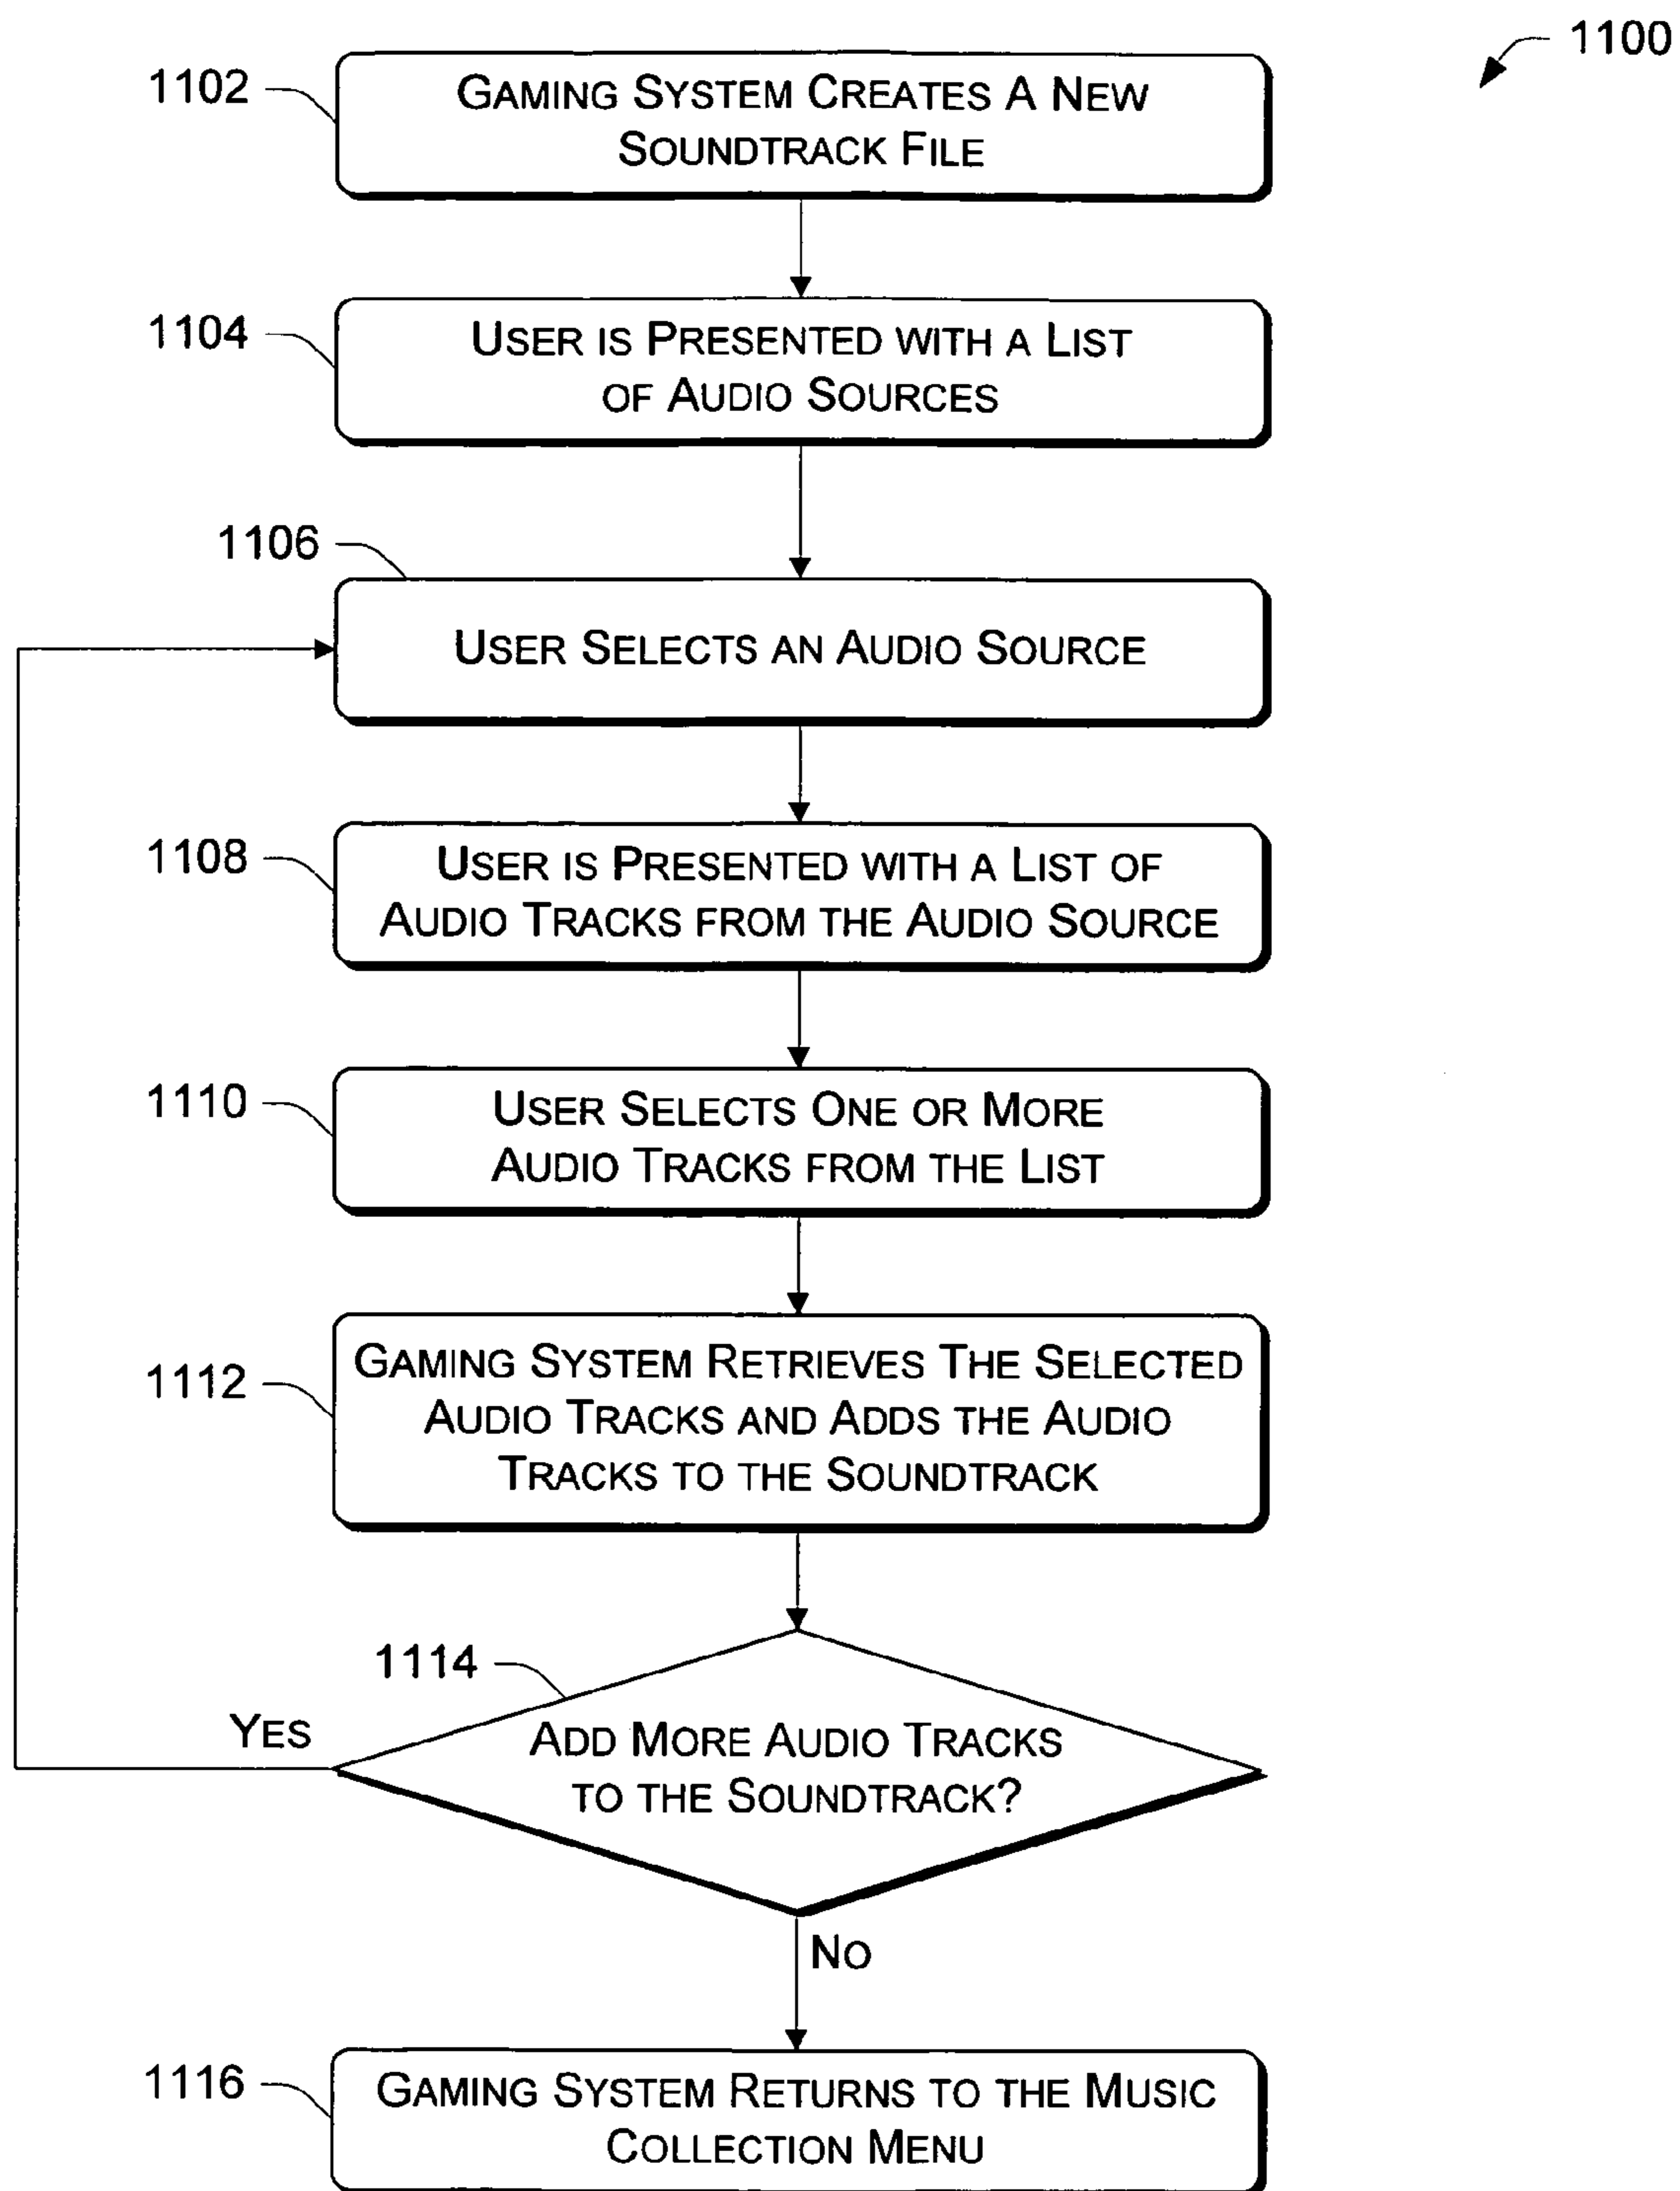 1100
1102
GAMING SYSTEM CREATES A NEW
SOUNDTRACK FILE
1104
USER IS PRESENTED WITH A LIST
OF AUDIO SOURCES
1106
USER SELECTS AN AUDIO SOURCE
1108
USER IS PRESENTED WITH A LIST OF
AUDIO TRACKS FROM THE AUDIO SOURCE
1110
USER SELECTS ONE OR MORE
AUDIO TRACKS FROM THE LIST
1112
GAMING SYSTEM RETRIEVES THE SELECTED
AUDIO TRACKS AND ADDS THE AUDIO
TRACKS TO THE SOUNDTRACK
1114
YES
ADD MORE AUDIO TRACKS
TO THE SOUNDTRACK?
NO
1116
GAMING SYSTEM RETURNS TO THE MUSIC
COLLECTION MENU